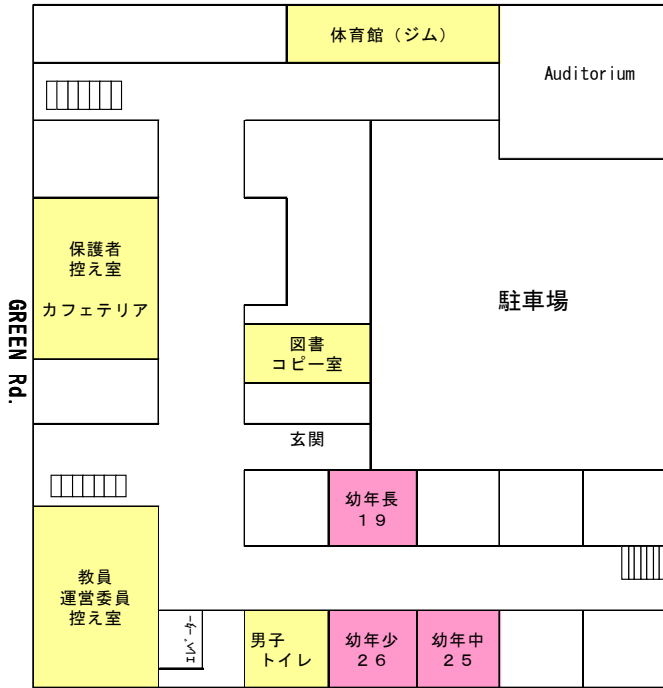 体育館（ジム）
Auditorium
保護者
控え室
カフェテリア
GREEN Rd.
駐車場
図書
コピー室
玄関
幼年長
１９
教員
運営委員
控え室
エレベーター
男子
トイレ
幼年少
２６
幼年中
２５